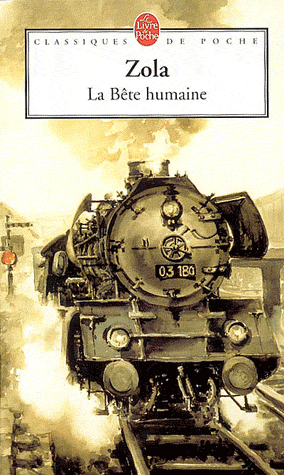 Le Livre
de
Poche
CLASSIQUES DE POCHE
Zola
La Bête humaine
03 180